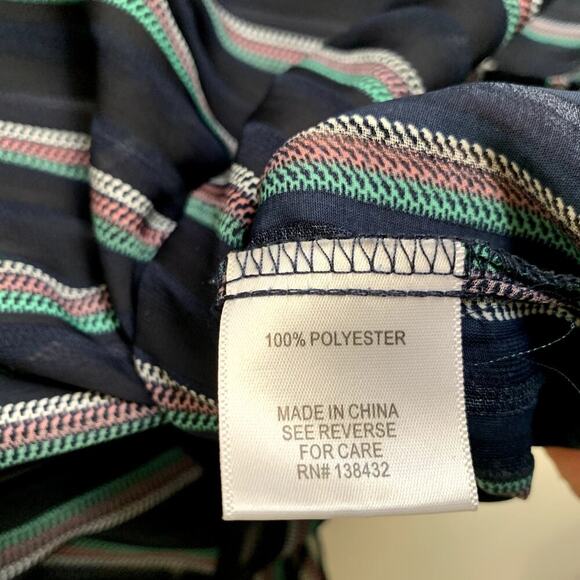 100% POLYESTER
MADE IN CHINA
SEE REVERSE
FOR CARE
RN# 138432